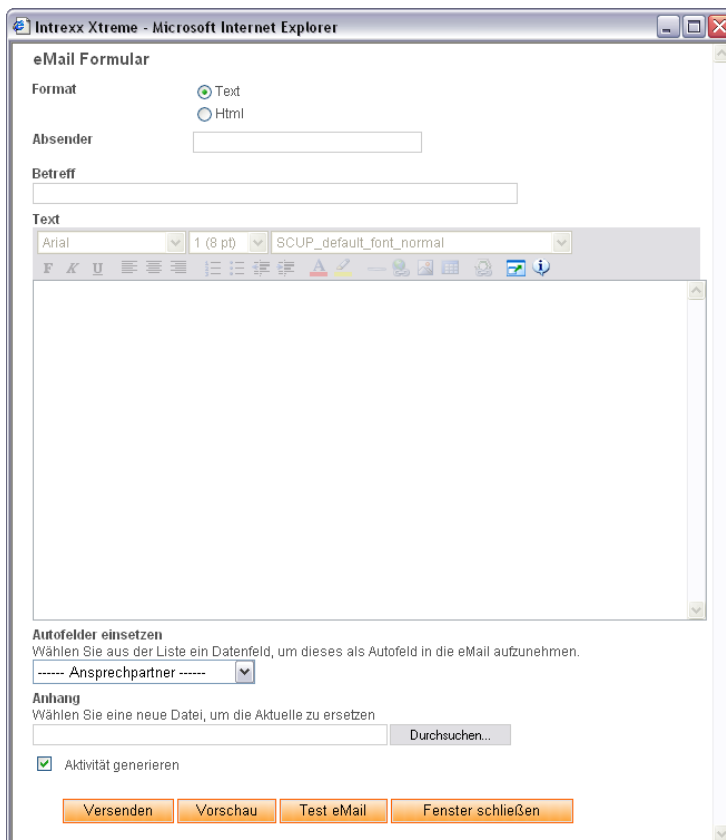 Intrexx Xtreme - Microsoft Internet Explorer
eMail Formular
Format
Text
Html
Absender
Betreff
Text
Arial 1 (8 pt) SCUP_default_font_normal
F K U
Autofelder einsetzen
Wählen Sie aus der Liste ein Datenfeld, um dieses als Autofeld in die eMail aufzunehmen.
------ Ansprechpartner ------
Anhang
Wählen Sie eine neue Datei, um die Aktuelle zu ersetzen
Durchsuchen...
Aktivität generieren
Versenden Vorschau Test eMail Fenster schließen